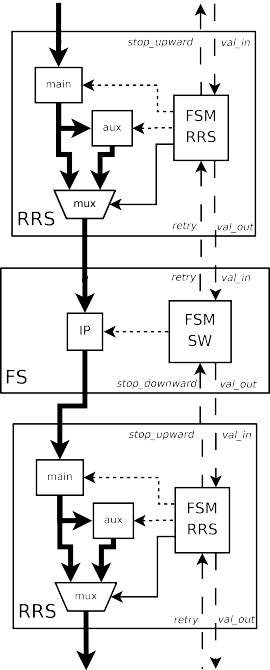 stop_upward val_in
main
aux
FSM
RRS
mux
RRS
retry val_out
retry val_in
IP
FSM
SW
FS
stop_downward val_out
stop_upward val_in
main
aux
FSM
RRS
mux
RRS
retry val_out